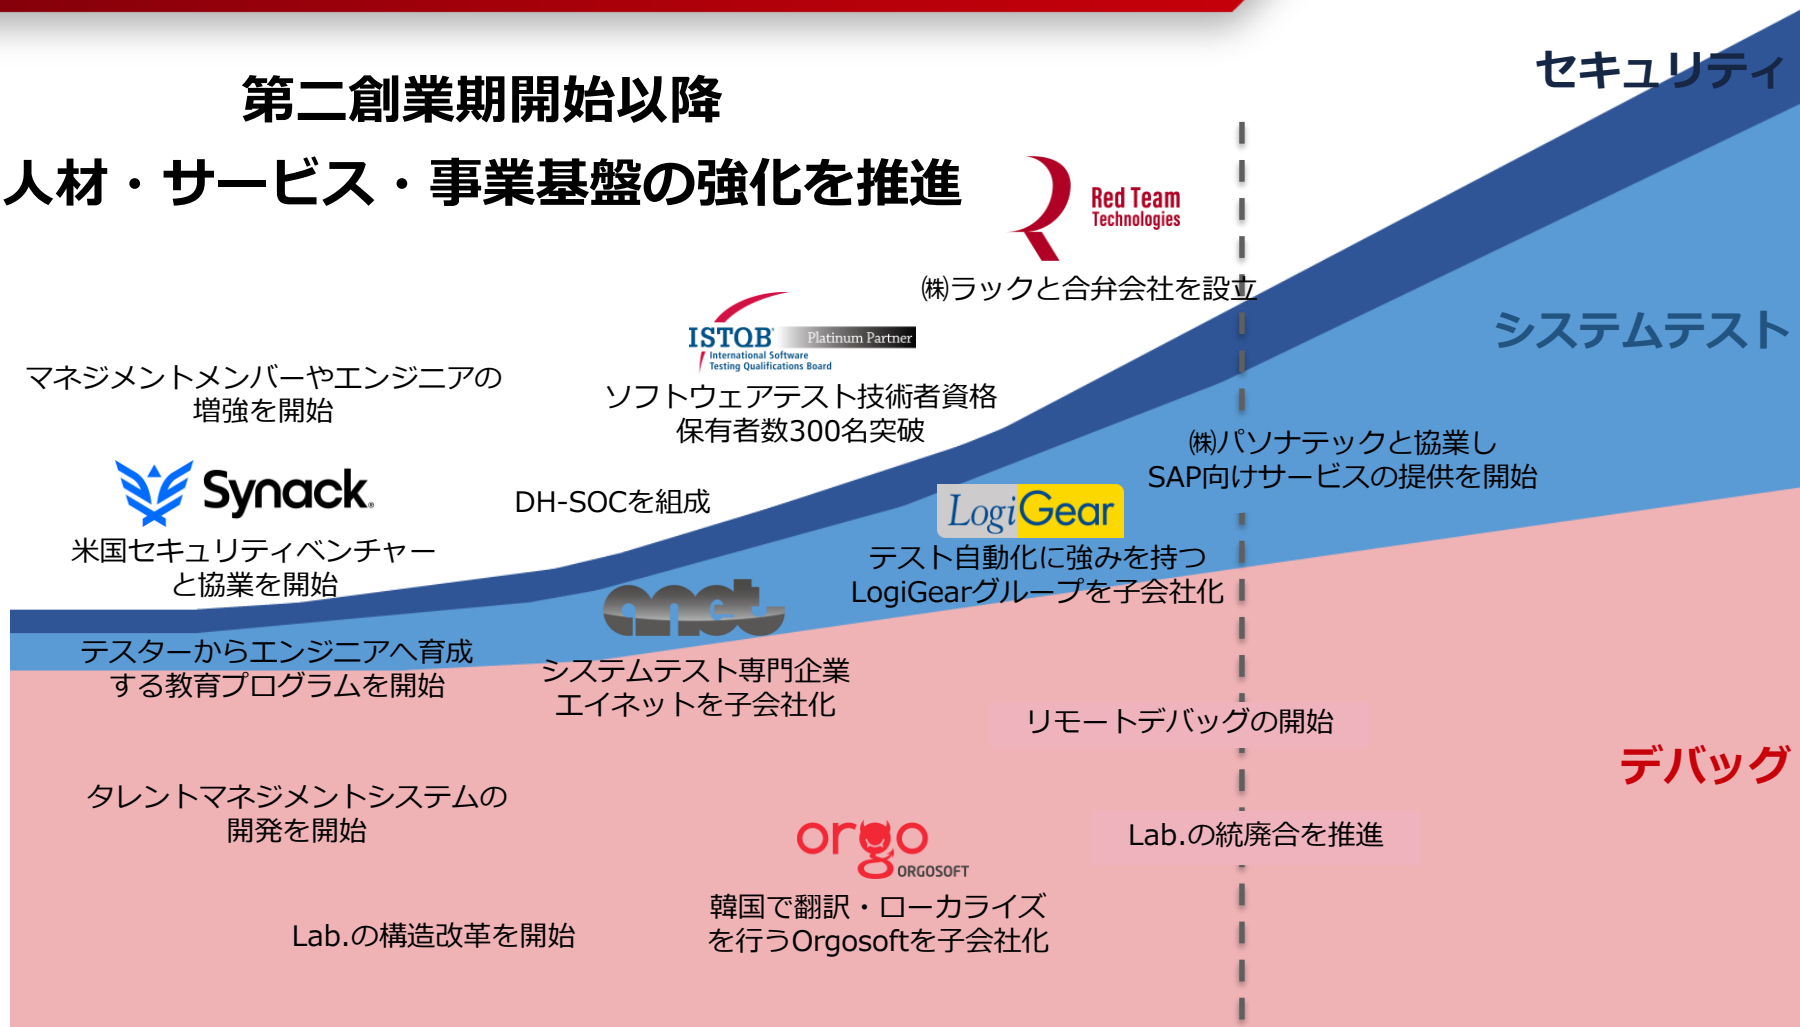 第二創業期開始以降
人材・サービス・事業基盤の強化を推進
セキュリティ
Red Team
Technologies
㈱ラックと合弁会社を設立
ISTQB
Platinum Partner
International Software
Testing Qualifications Board
ソフトウェアテスト技術者資格
保有者数300名突破
システムテスト
マネジメントメンバーやエンジニアの
増強を開始
㈱パソナテックと協業し
SAP向けサービスの提供を開始
Synack
米国セキュリティベンチャー
と協業を開始
DH-SOCを組成
LogiGear
テスト自動化に強みを持つ
LogiGearグループを子会社化
テスターからエンジニアへ育成
する教育プログラムを開始
anet
システムテスト専門企業
エイネットを子会社化
リモートデバッグの開始
デバッグ
タレントマネジメントシステムの
開発を開始
orgo
ORGOSOFT
Lab.の統廃合を推進
韓国で翻訳・ローカライズ
を行うOrgosoftを子会社化
Lab.の構造改革を開始